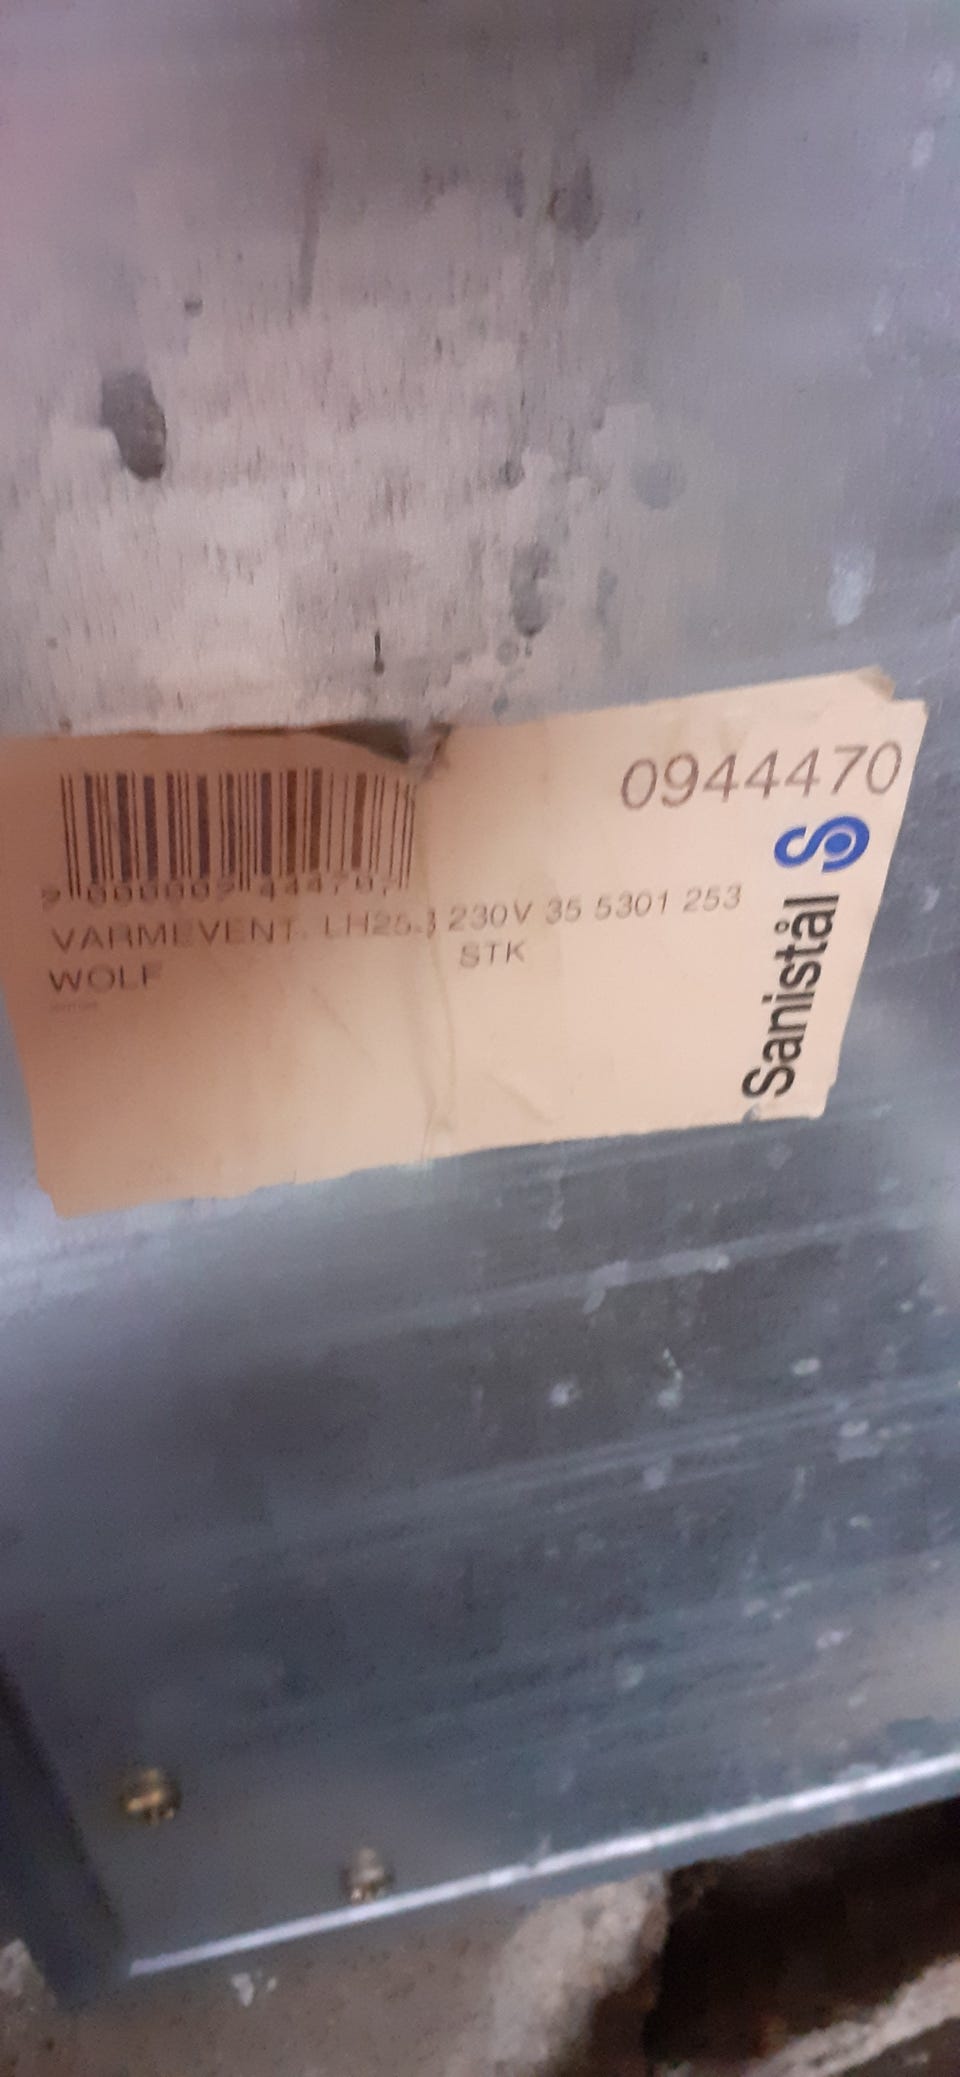 0944470
VARMEVENT. LH25.3 230V 35 5301 253
WOLF STK
Sanistål